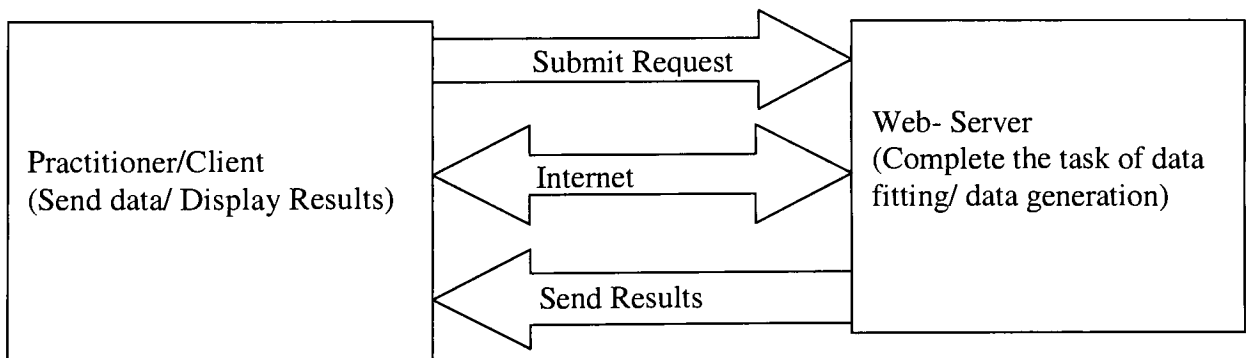 Practitioner/Client
(Send data/ Display Results)
Submit Request
Internet
Send Results
Web- Server
(Complete the task of data
fitting/ data generation)